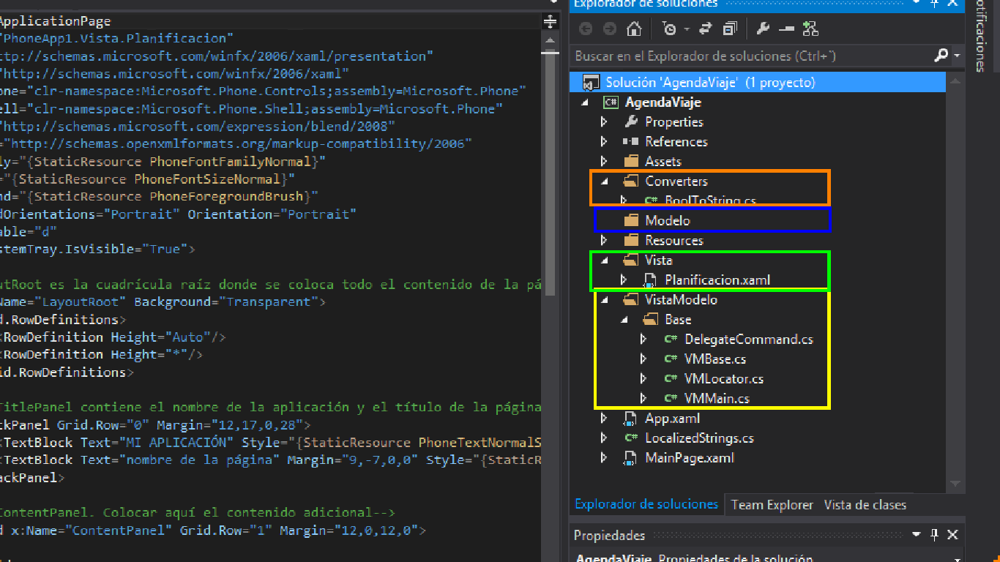 ApplicationPage
"PhoneApp1.Vista.Planificacion"
ttp://schemas.microsoft.com/winfx/2006/xaml/presentation"
"http://schemas.microsoft.com/winfx/2006/xaml"
one="clr-namespace:Microsoft.Phone.Controls;assembly=Microsoft.Phone"
ell="clr-namespace:Microsoft.Phone.Shell;assembly=Microsoft.Phone"
"http://schemas.microsoft.com/expression/blend/2008"
="http://schemas.openxmlformats.org/markup-compatibility/2006"
ly="{StaticResource PhoneFontFamilyNormal}"
="{StaticResource PhoneFontSizeNormal}"
nd="{StaticResource PhoneForegroundBrush}"
dOrientations="Portrait" Orientation="Portrait"
able="d"
stemTray.IsVisible="True">
utRoot es la cuadrícula raíz donde se coloca todo el contenido de la pá
Name="LayoutRoot" Background="Transparent">
d.RowDefinitions>
<RowDefinition Height="Auto"/>
<RowDefinition Height="*"/>
id.RowDefinitions>
TitlePanel contiene el nombre de la aplicación y el título de la página
ckPanel Grid.Row="0" Margin="12,17,0,28">
<TextBlock Text="MI APLICACIÓN" Style="{StaticResource PhoneTextNormalS
<TextBlock Text="nombre de la página" Margin="9,-7,0,0" Style="{StaticR
ackPanel>
ContentPanel. Colocar aquí el contenido adicional-->
d x:Name="ContentPanel" Grid.Row="1" Margin="12,0,12,0">
Explorador de soluciones
Buscar en el Explorador de soluciones (Ctrl+`)
Solución 'AgendaViaje' (1 proyecto)
C# AgendaViaje
Properties
References
Assets
Converters
C# BoolToString.cs
Modelo
Resources
Vista
Planificacion.xaml
VistaModelo
Base
C# DelegateCommand.cs
C# VMBase.cs
C# VMLocator.cs
C# VMMain.cs
App.xaml
C# LocalizedStrings.cs
MainPage.xaml
Explorador de soluciones Team Explorer Vista de clases
Propiedades
AgendaViaje Propiedades de la solución
otificaciones